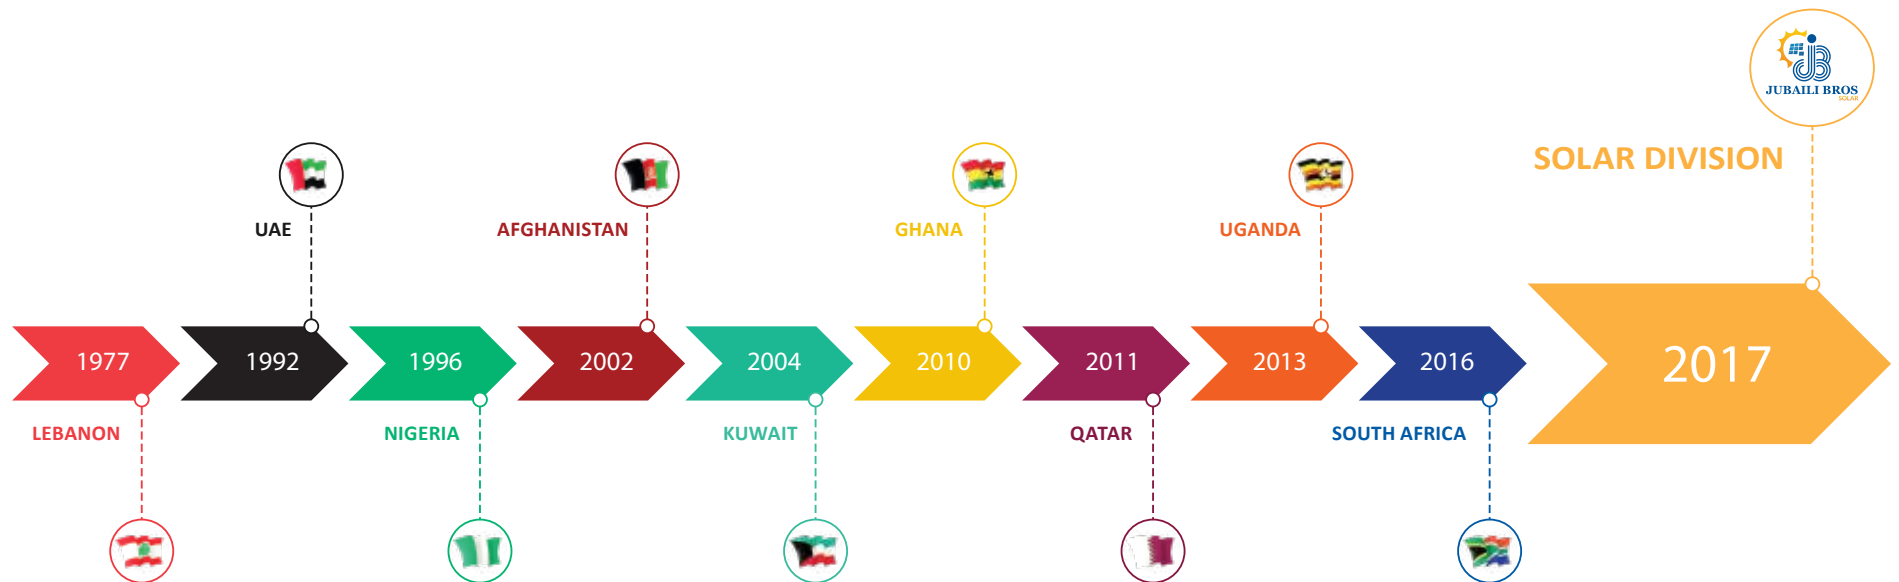 JUBAILI BROS
SOLAR
SOLAR DIVISION
UAE
AFGHANISTAN
GHANA
UGANDA
1977
1992
1996
2002
2004
2010
2011
2013
2016
2017
LEBANON
NIGERIA
KUWAIT
QATAR
SOUTH AFRICA